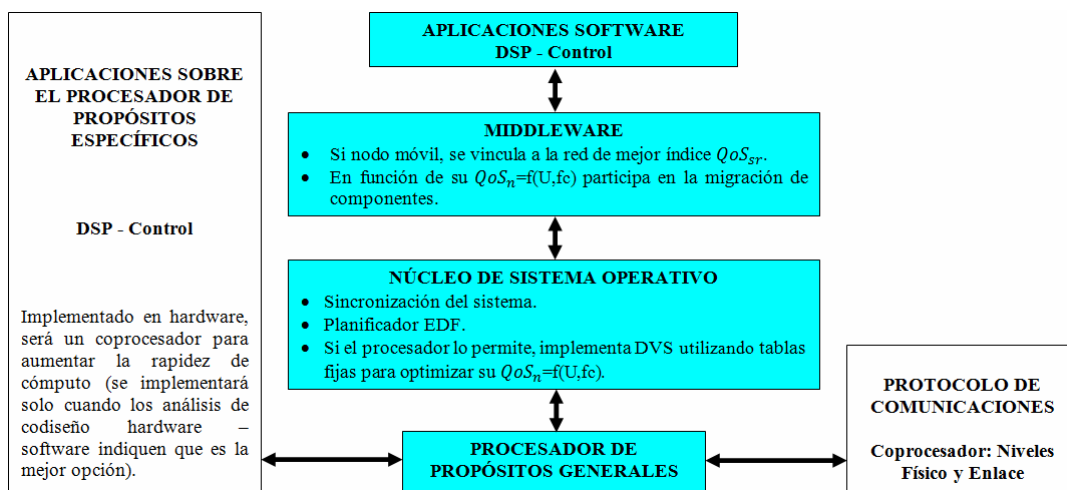 APLICACIONES SOBRE
EL PROCESADOR DE
PROPÓSITOS
ESPECÍFICOS
DSP - Control
Implementado en hardware,
será un coprocesador para
aumentar la rapidez de
cómputo (se implementará
solo cuando los análisis de
codiseño hardware –
software indiquen que es la
mejor opción).
APLICACIONES SOFTWARE
DSP - Control
MIDDLEWARE
• Si nodo móvil, se vincula a la red de mejor índice QoSsr.
• En función de su QoSn=f(U,fc) participa en la migración de
componentes.
NÚCLEO DE SISTEMA OPERATIVO
• Sincronización del sistema.
• Planificador EDF.
• Si el procesador lo permite, implementa DVS utilizando tablas
fijas para optimizar su QoSn=f(U,fc).
PROCESADOR DE
PROPÓSITOS GENERALES
PROTOCOLO DE
COMUNICACIONES
Coprocesador: Niveles
Físico y Enlace